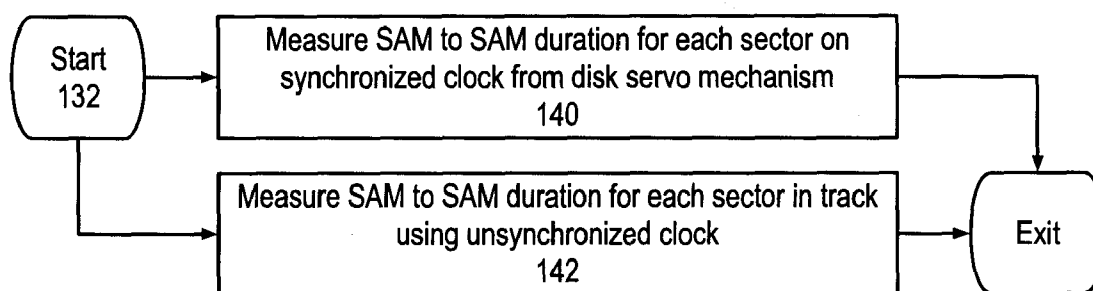 Start
132
Measure SAM to SAM duration for each sector on
synchronized clock from disk servo mechanism
140
Measure SAM to SAM duration for each sector in track
using unsynchronized clock
142
Exit